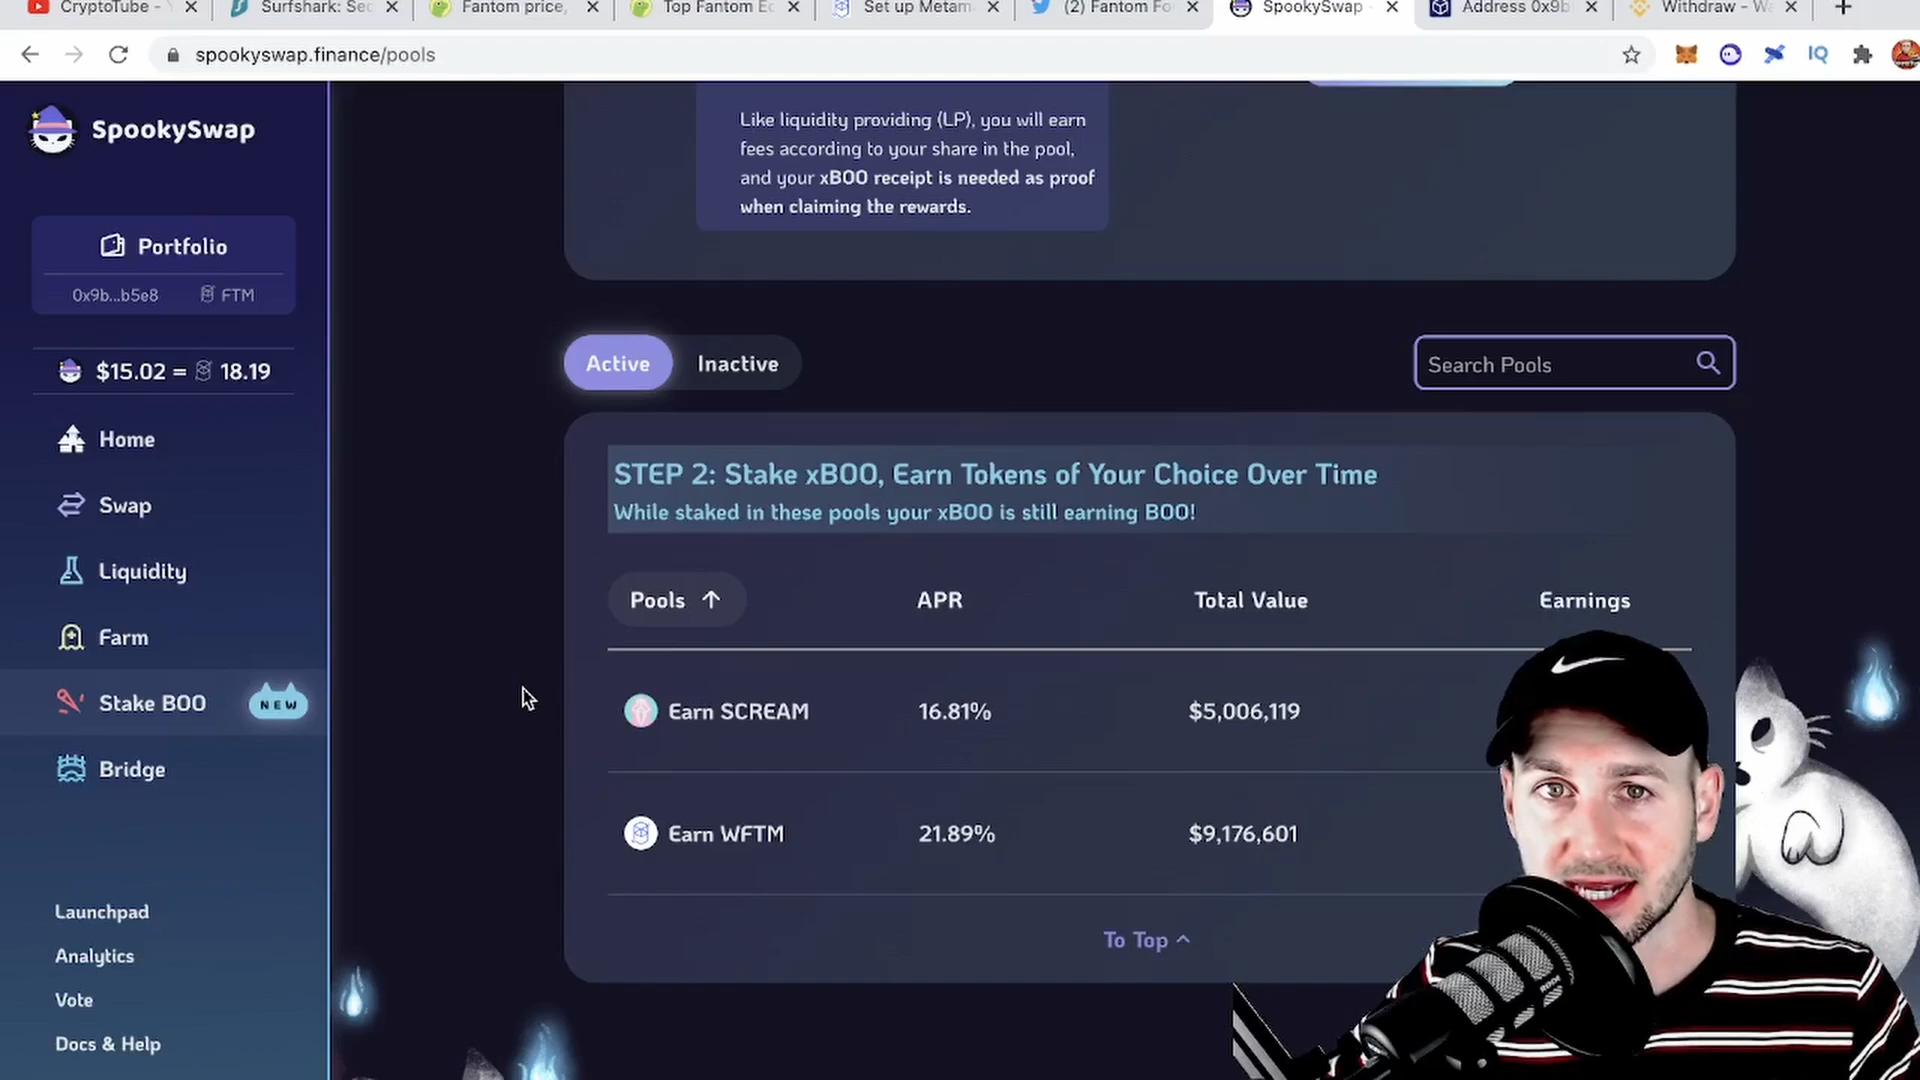 CryptoTube -
Surfshark: Sec
Fantom price,
Top Fantom Ec
Set up Metam
(2) Fantom Fo
SpookySwap
Address 0x9b
Withdraw - Wa
spookyswap.finance/pools
IQ
SpookySwap
Portfolio
0x9b...b5e8 FTM
$15.02 = 18.19
Home
Swap
Liquidity
Farm
Stake BOO NEW
Bridge
Launchpad
Analytics
Vote
Docs & Help
Like liquidity providing (LP), you will earn
fees according to your share in the pool,
and your xBOO receipt is needed as proof
when claiming the rewards.
Active Inactive
Search Pools
STEP 2: Stake xBOO, Earn Tokens of Your Choice Over Time
While staked in these pools your xBOO is still earning BOO!
Pools APR Total Value Earnings
Earn SCREAM 16.81% $5,006,119
Earn WFTM 21.89% $9,176,601
To Top